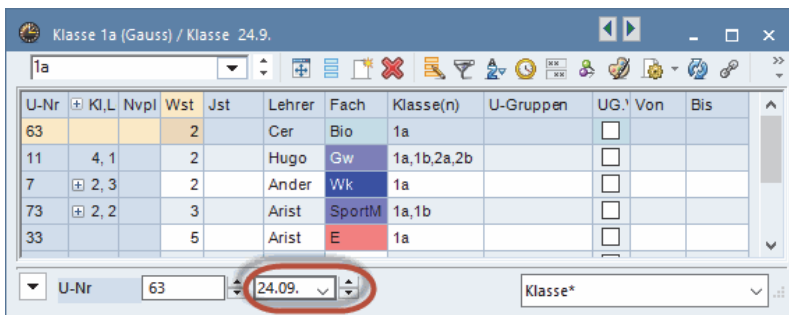 Klasse 1a (Gauss) / Klasse 24.9.
1a
U-Nr Kl,L Nvpl Wst Jst Lehrer Fach Klasse(n) U-Gruppen UG. Von Bis
63 2 Cer Bio 1a
11 4, 1 2 Hugo Gw 1a,1b,2a,2b
7 2, 3 2 Ander Wk 1a
73 2, 2 3 Arist SportM 1a,1b
33 5 Arist E 1a
U-Nr 63 24.09. Klasse*